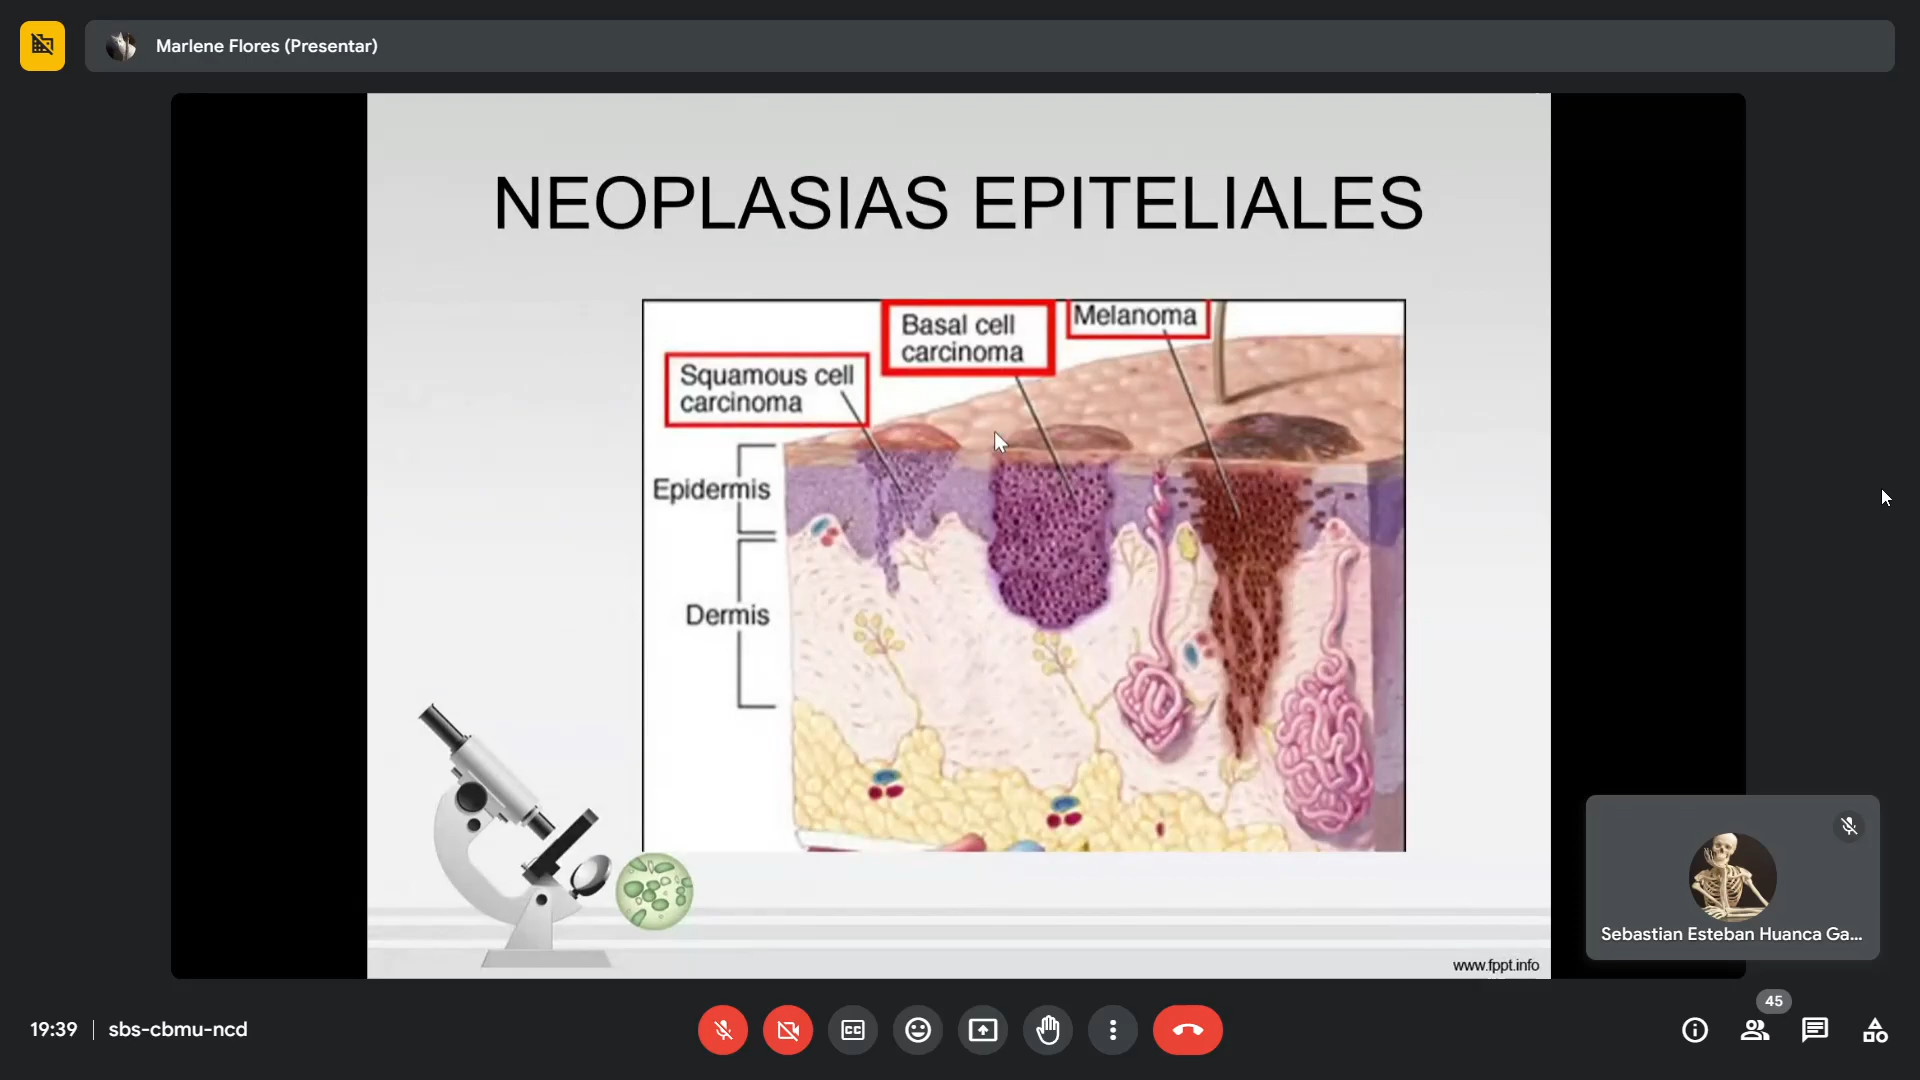 Marlene Flores (Presentar)
NEOPLASIAS EPITELIALES
Squamous cell
carcinoma
Basal cell
carcinoma
Melanoma
Epidermis
Dermis
www.fppt.info
Sebastian Esteban Huanca Ga...
19:39 | sbs-cbmu-ncd
CC
45